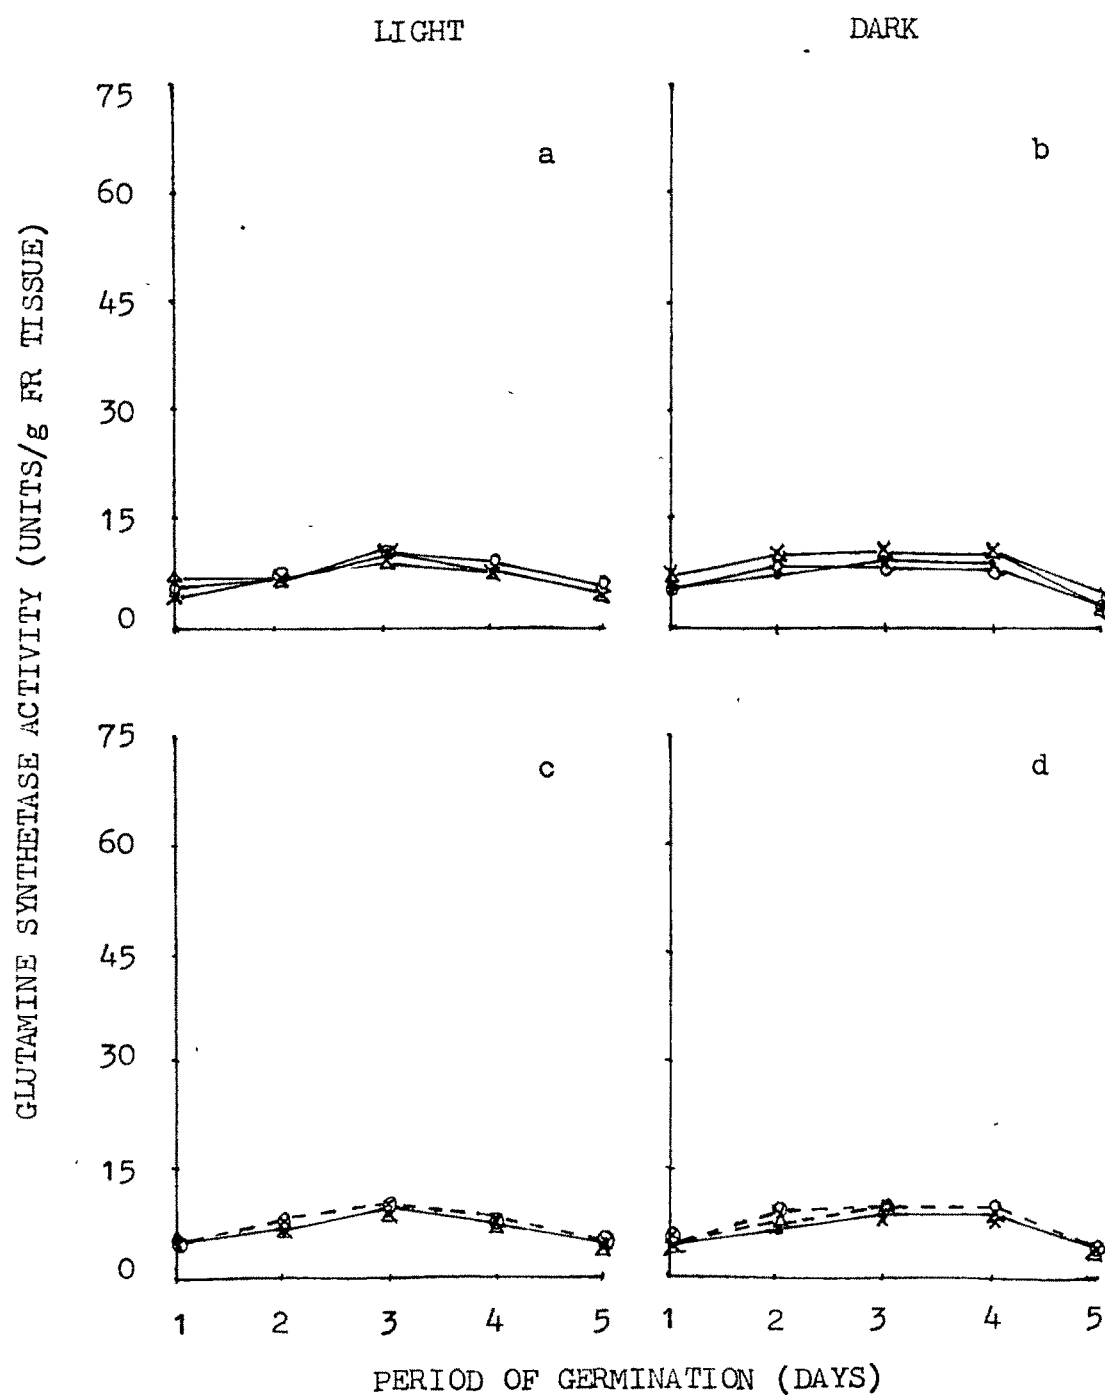 LIGHT
DARK
GLUTAMINE SYNTHETASE ACTIVITY (UNITS/g FR TISSUE)
75
60
45
30
15
0
a
b
75
60
45
30
15
0
c
d
1 2 3 4 5
1 2 3 4 5
PERIOD OF GERMINATION (DAYS)